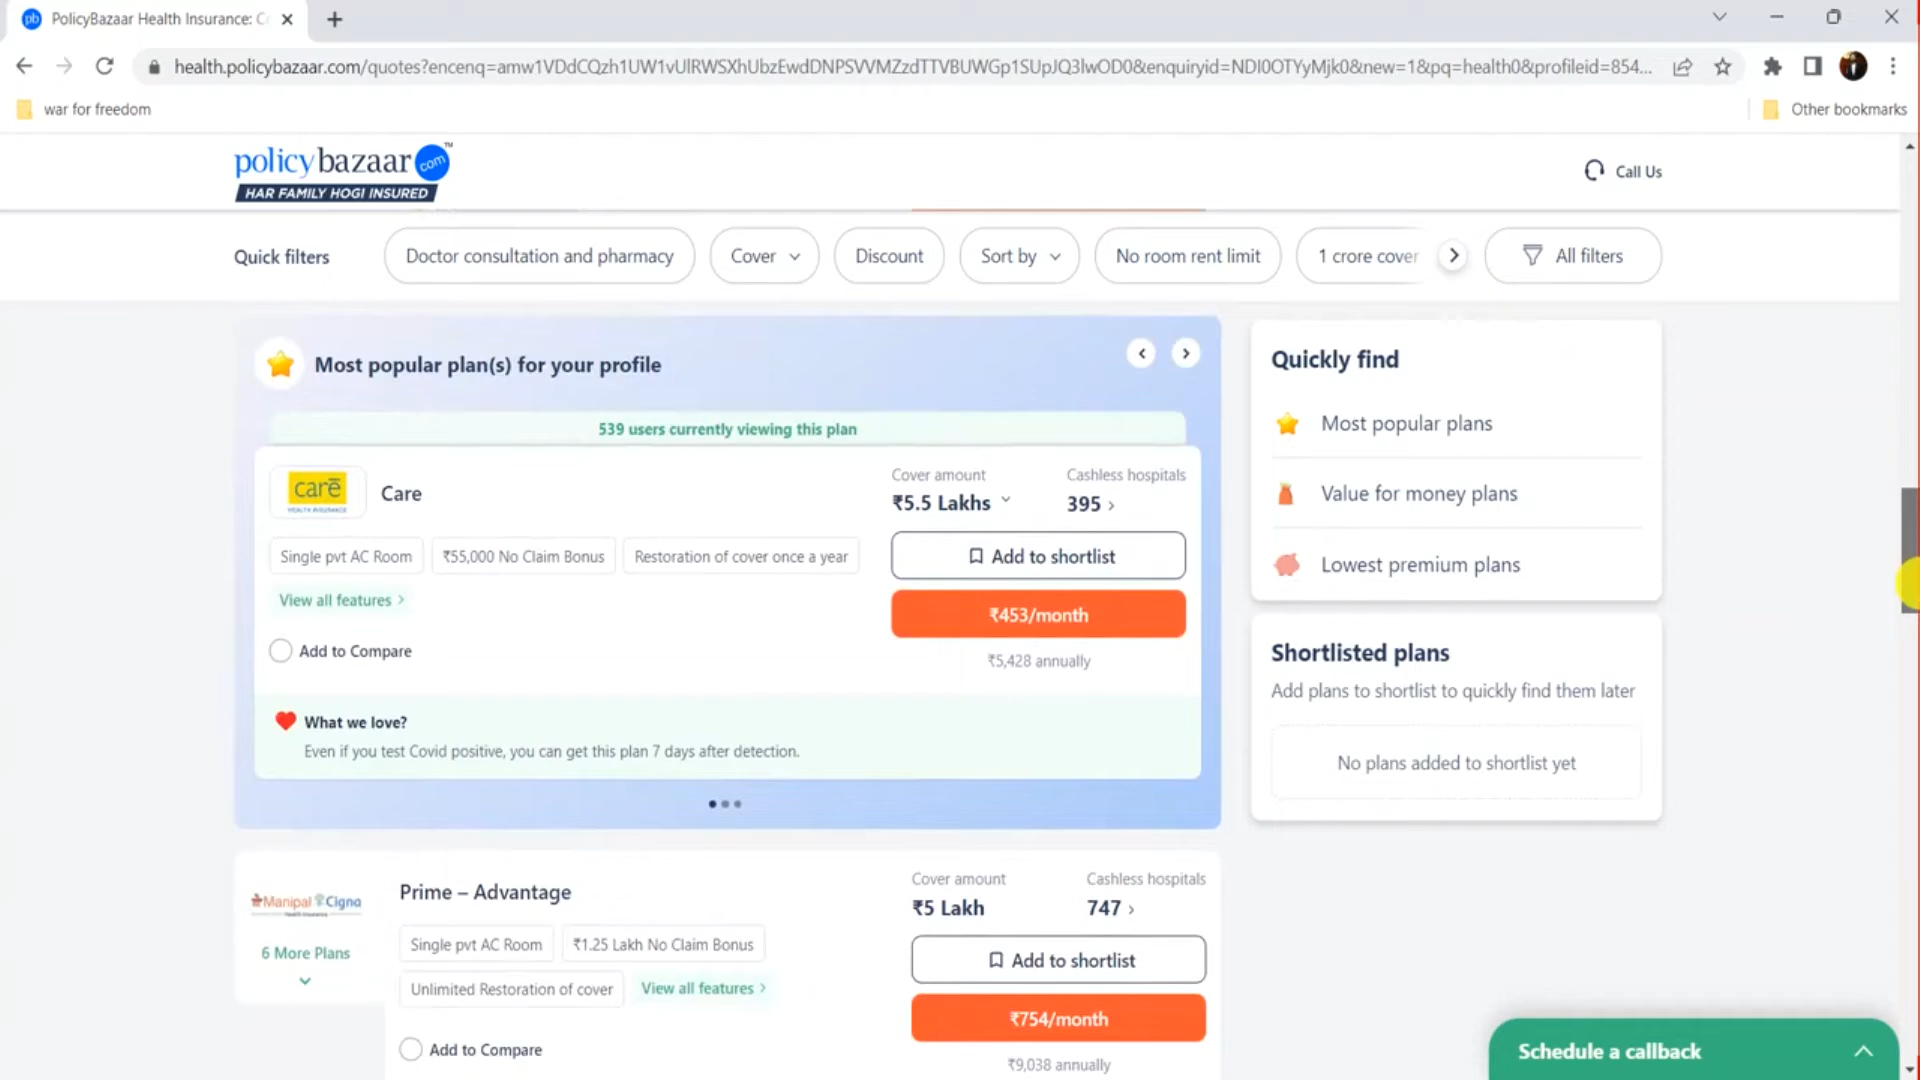 PolicyBazaar Health Insurance: C
health.policybazaar.com/quotes?encenq=amw1VDdCQzh1UW1vUlRWSXhUbzEwdDNPSVVMZzdTTVBUWGp1SUpJQ3lwOD0&enquiryid=NDI0OTYyMjk0&new=1&pq=health0&profileid=854...
war for freedom
Other bookmarks
policybazaar com TM
HAR FAMILY HOGI INSURED
Call Us
Quick filters
Doctor consultation and pharmacy
Cover
Discount
Sort by
No room rent limit
1 crore cover
All filters
Most popular plan(s) for your profile
539 users currently viewing this plan
care
HEALTH INSURANCE
Care
Cover amount
₹5.5 Lakhs
Cashless hospitals
395 >
Single pvt AC Room
₹55,000 No Claim Bonus
Restoration of cover once a year
Add to shortlist
View all features >
₹453/month
Add to Compare
₹5,428 annually
What we love?
Even if you test Covid positive, you can get this plan 7 days after detection.
Quickly find
Most popular plans
Value for money plans
Lowest premium plans
Shortlisted plans
Add plans to shortlist to quickly find them later
No plans added to shortlist yet
ManipalCigna
Health Insurance
6 More Plans
Prime – Advantage
Cover amount
₹5 Lakh
Cashless hospitals
747 >
Single pvt AC Room
₹1.25 Lakh No Claim Bonus
Unlimited Restoration of cover
View all features >
Add to shortlist
₹754/month
Add to Compare
₹9,038 annually
Schedule a callback